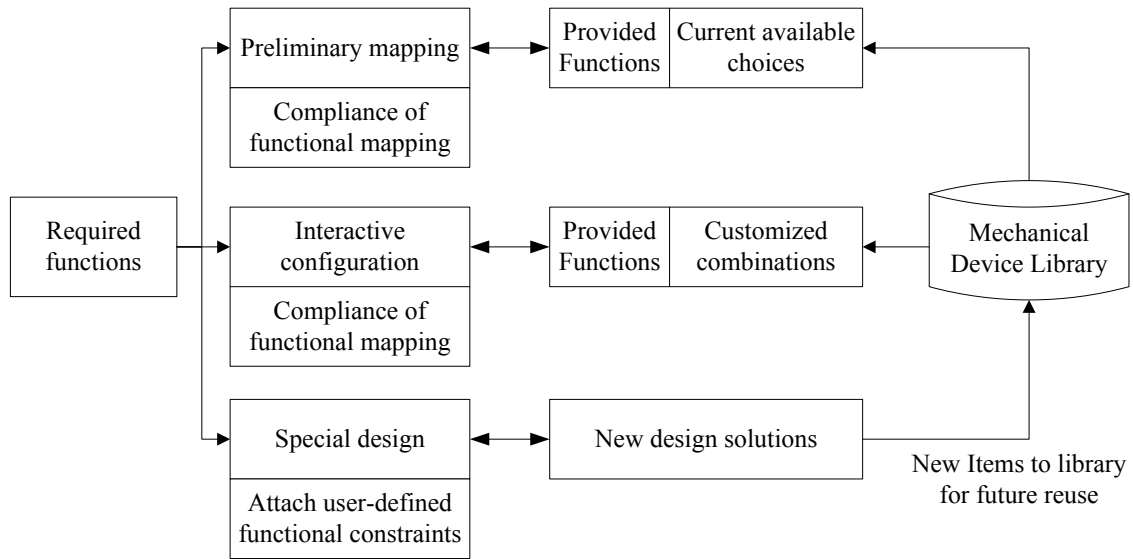 Preliminary mapping
Compliance of
functional mapping
Provided
Functions
Current available
choices
Required
functions
Interactive
configuration
Compliance of
functional mapping
Provided
Functions
Customized
combinations
Mechanical
Device Library
Special design
Attach user-defined
functional constraints
New design solutions
New Items to library
for future reuse